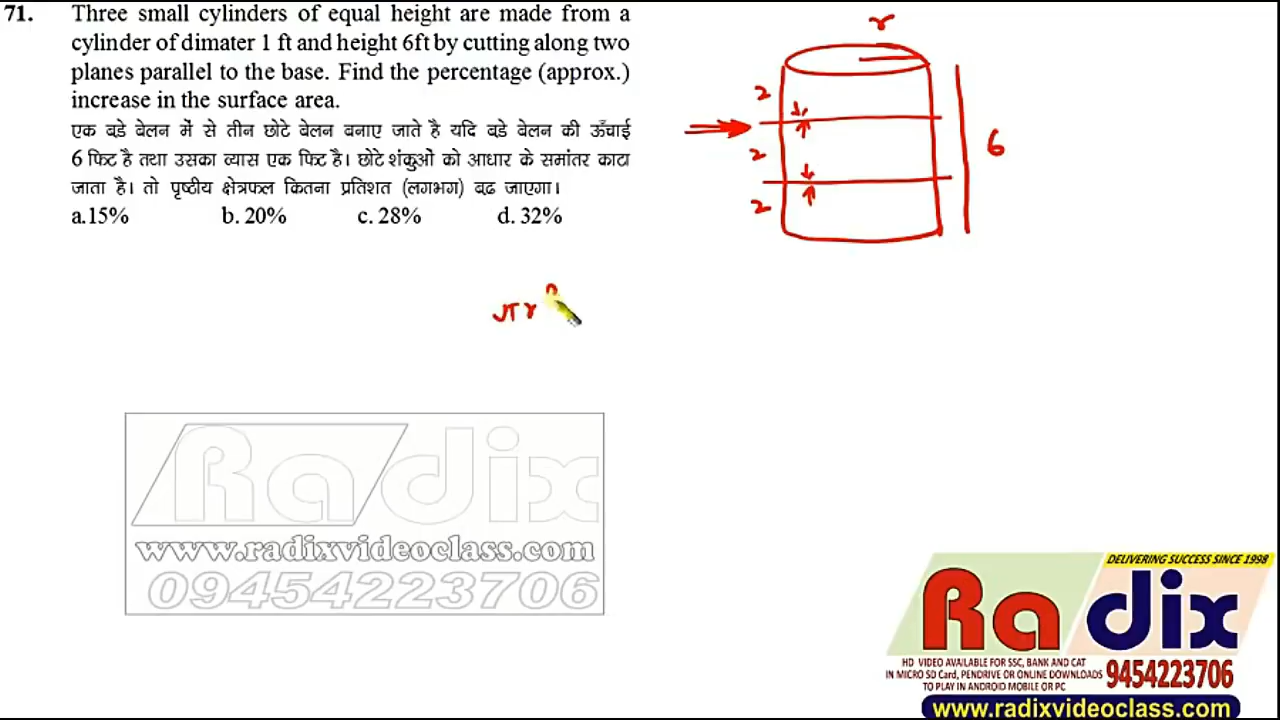 71. Three small cylinders of equal height are made from a
cylinder of dimater 1 ft and height 6ft by cutting along two
planes parallel to the base. Find the percentage (approx.)
increase in the surface area.
एक बडे बेलन में से तीन छोटे बेलन बनाए जाते है यदि बडे बेलन की ऊँचाई
6 फिट है तथा उसका व्यास एक फिट है। छोटे शंकुओं को आधार के समांतर काटा
जाता है। तो पृष्ठीय क्षेत्रफल कितना प्रतिशत (लगभग) बढ जाएगा।
a.15% b. 20% c. 28% d. 32%
r
2
2
2
6
πr
Radix
www.radixvideoclass.com
09454223706
DELIVERING SUCCESS SINCE 1998
Radix
HD VIDEO AVAILABLE FOR SSC, BANK AND CAT
IN MICRO SD Card, PENDRIVE OR ONLINE DOWNLOADS
TO PLAY IN ANDROID MOBILE OR PC
9454223706
www.radixvideoclass.com